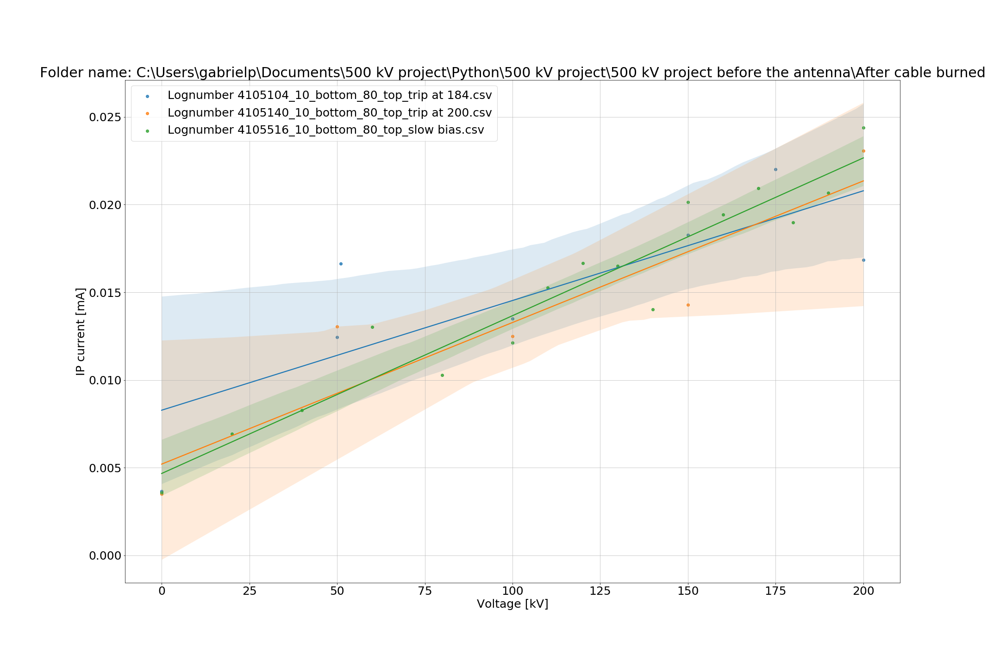 Folder name: C:\Users\gabrielp\Documents\500 kV project\Python\500 kV project\500 kV project before the antenna\After cable burned
Lognumber 4105104_10_bottom_80_top_trip at 184.csv
Lognumber 4105140_10_bottom_80_top_trip at 200.csv
Lognumber 4105516_10_bottom_80_top_slow bias.csv
IP current [mA]
0.025
0.020
0.015
0.010
0.005
0.000
0 25 50 75 100 125 150 175 200
Voltage [kV]